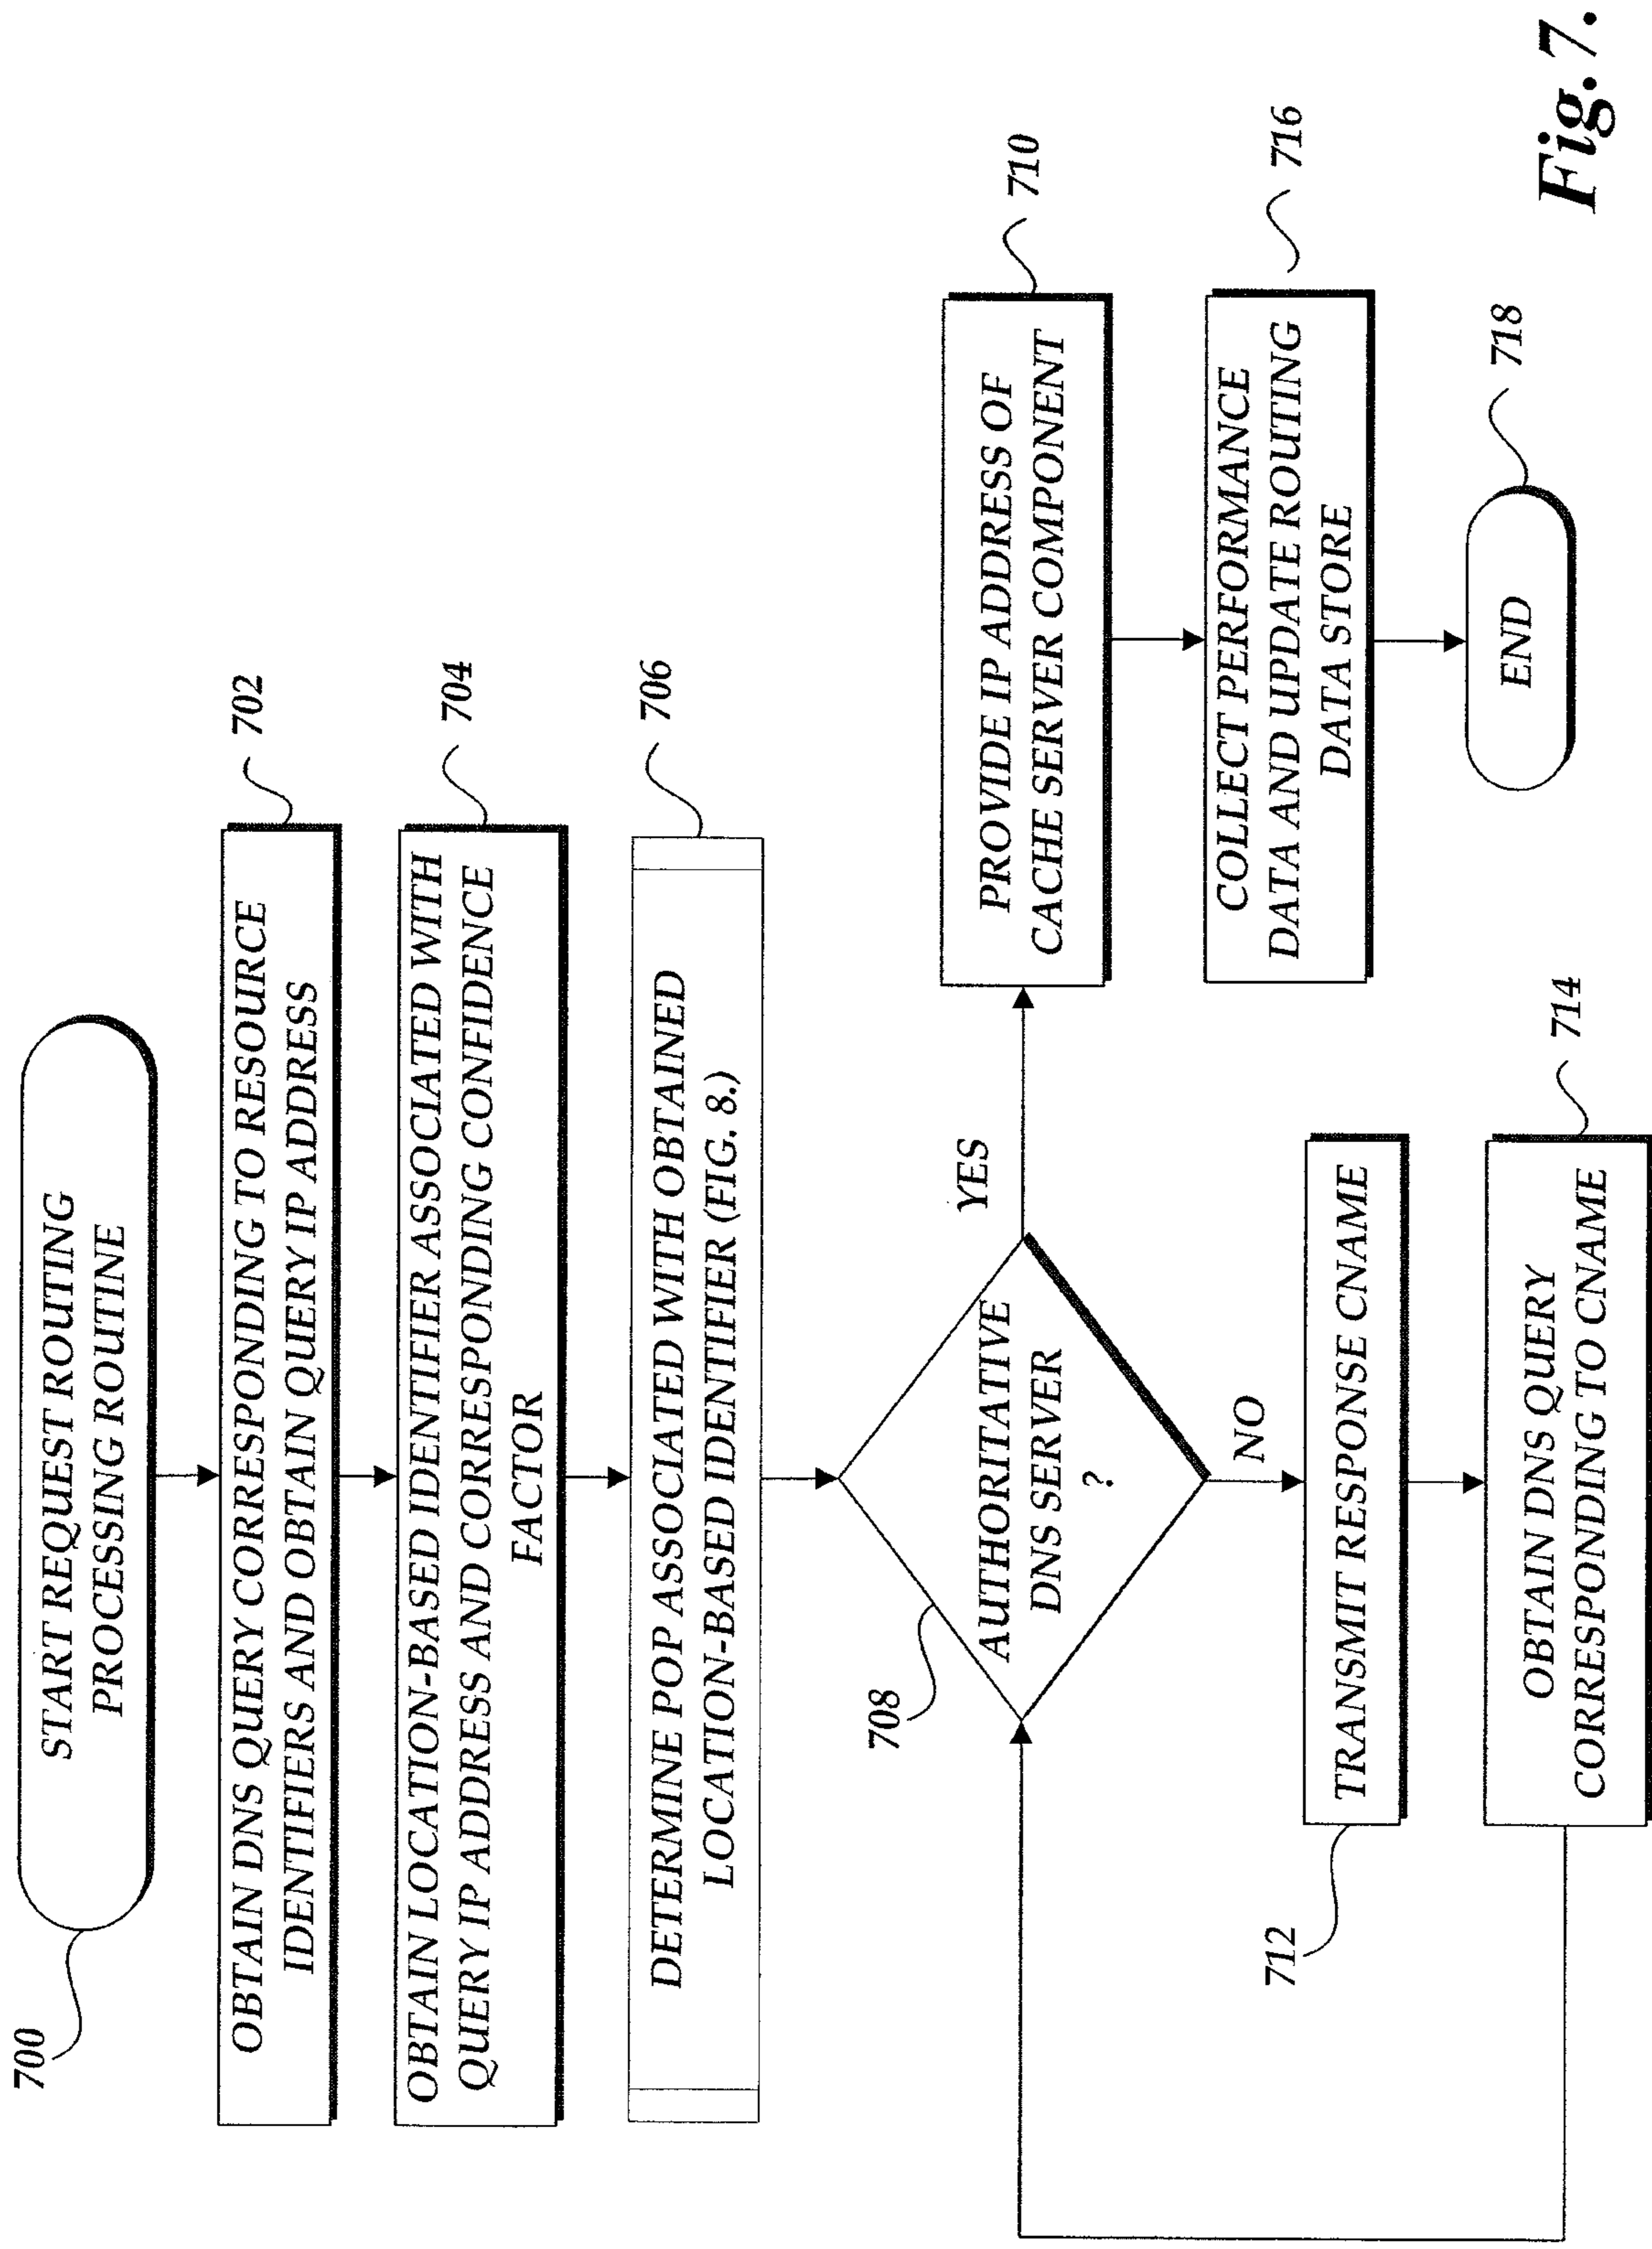 700
START REQUEST ROUTING
PROCESSING ROUTINE
702
OBTAIN DNS QUERY CORRESPONDING TO RESOURCE
IDENTIFIERS AND OBTAIN QUERY IP ADDRESS
704
OBTAIN LOCATION-BASED IDENTIFIER ASSOCIATED WITH
QUERY IP ADDRESS AND CORRESPONDING CONFIDENCE
FACTOR
706
DETERMINE POP ASSOCIATED WITH OBTAINED
LOCATION-BASED IDENTIFIER (FIG. 8.)
708
AUTHORITATIVE
DNS SERVER
?
YES
710
PROVIDE IP ADDRESS OF
CACHE SERVER COMPONENT
716
COLLECT PERFORMANCE
DATA AND UPDATE ROUTING
DATA STORE
718
END
NO
712
TRANSMIT RESPONSE CNAME
714
OBTAIN DNS QUERY
CORRESPONDING TO CNAME
Fig. 7.